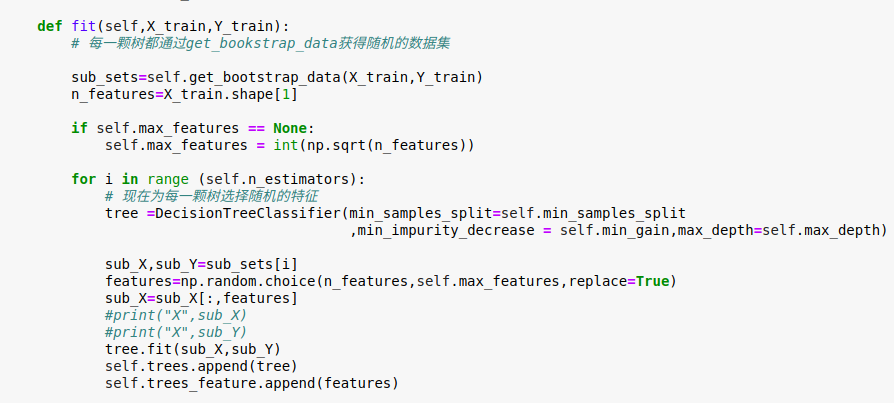 def fit(self,X_train,Y_train):
# 每一颗树都通过get_bookstrap_data获得随机的数据集
sub_sets=self.get_bootstrap_data(X_train,Y_train)
n_features=X_train.shape[1]
if self.max_features == None:
self.max_features = int(np.sqrt(n_features))
for i in range (self.n_estimators):
# 现在为每一颗树选择随机的特征
tree =DecisionTreeClassifier(min_samples_split=self.min_samples_split
,min_impurity_decrease = self.min_gain,max_depth=self.max_depth)
sub_X,sub_Y=sub_sets[i]
features=np.random.choice(n_features,self.max_features,replace=True)
sub_X=sub_X[:,features]
#print("X",sub_X)
#print("X",sub_Y)
tree.fit(sub_X,sub_Y)
self.trees.append(tree)
self.trees_feature.append(features)